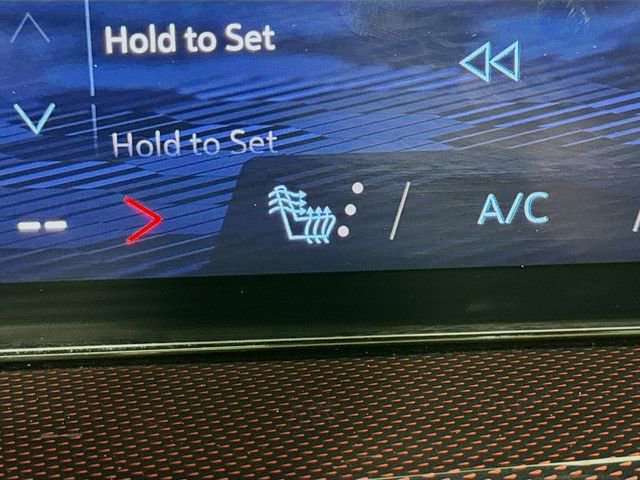 Hold to Set
Hold to Set
--
A/C